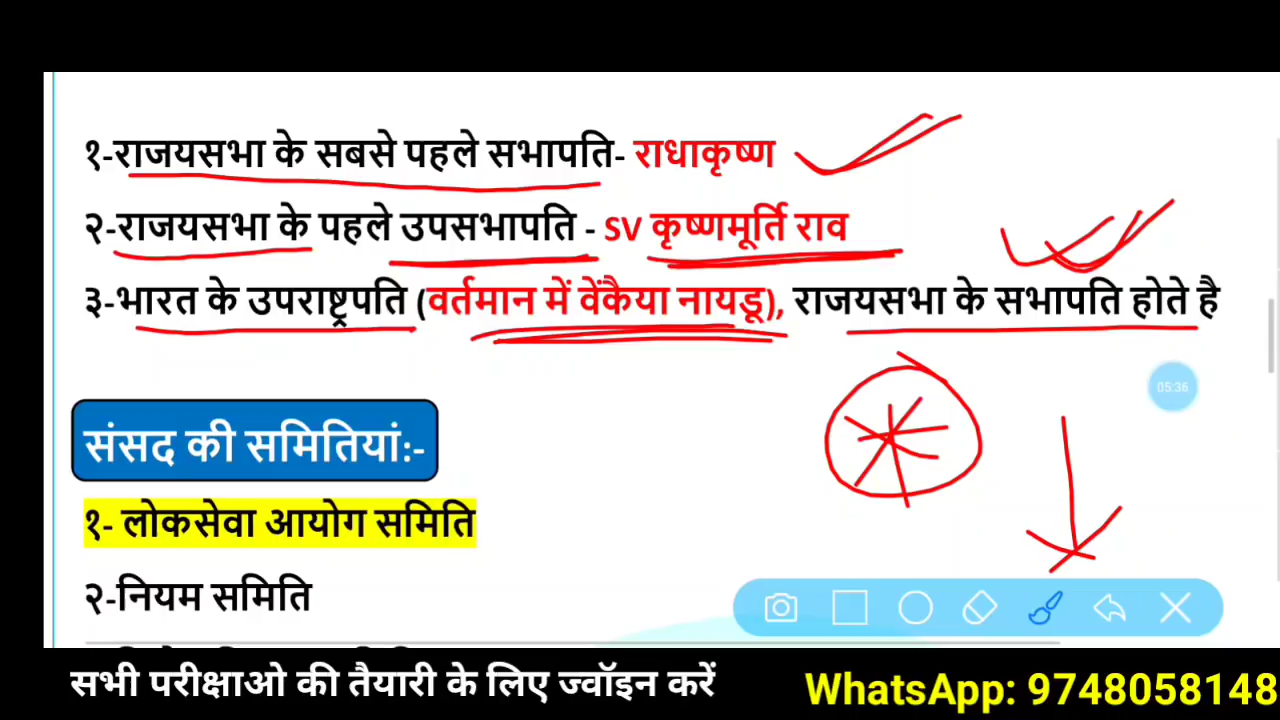 १-राजयसभा के सबसे पहले सभापति- राधाकृष्ण
२-राजयसभा के पहले उपसभापति - SV कृष्णमूर्ति राव
३-भारत के उपराष्ट्रपति (वर्तमान में वेंकैया नायडू), राजयसभा के सभापति होते है
05:36
संसद की समितियां:-
१- लोकसेवा आयोग समिति
२-नियम समिति
सभी परीक्षाओ की तैयारी के लिए ज्वॉइन करें
WhatsApp: 9748058148